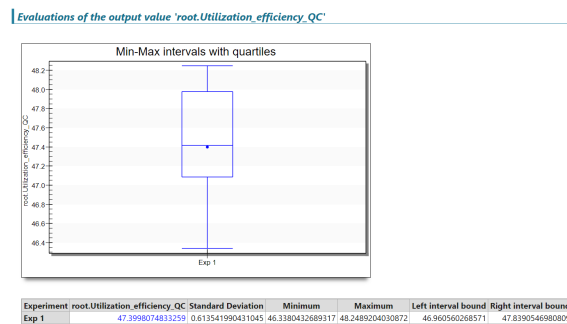 Evaluations of the output value 'root.Utilization_efficiency_QC'
Min-Max intervals with quartiles
48.2
48.0
47.8
47.6
47.4
47.2
47.0
46.8
46.6
46.4
root.Utilization_efficiency_QC
Exp 1
Experiment root.Utilization_efficiency_QC Standard Deviation Minimum Maximum Left interval bound Right interval bound
Exp 1 47.3998074833259 0.613541990431045 46.3380432689317 48.2489204030872 46.960560268571 47.8390546980809